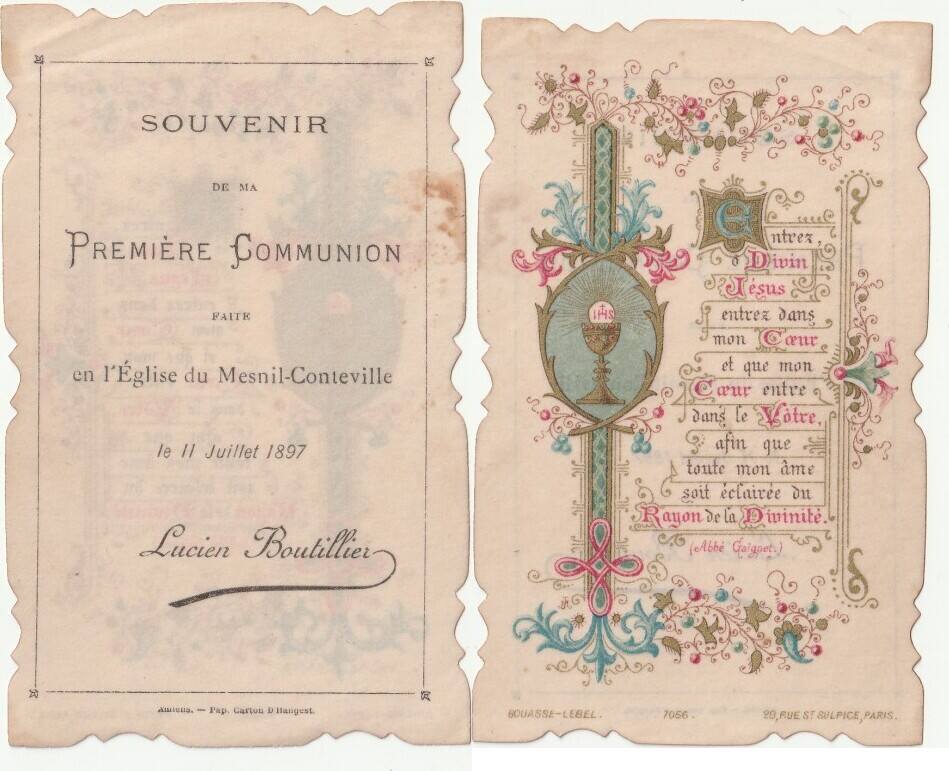 SOUVENIR
DE MA
PREMIÈRE COMMUNION
FAITE
en l'Église du Mesnil-Conteville
le 11 Juillet 1897
Lucien Boutillier
Amiens. — Pap. Carton D'Hangest.
Entrez,
ô Divin
Jésus
entrez dans
mon Cœur
et que mon
Cœur entre
dans le Vôtre,
afin que
toute mon âme
soit éclairée du
Rayon de la Divinité.
(Abbé Gaignet.)
IHS
BOUASSE-LEBEL. 7056. 29, RUE ST SULPICE, PARIS.